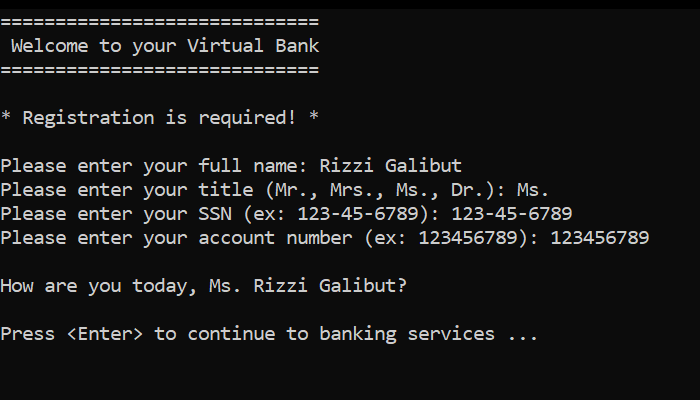 =============================
Welcome to your Virtual Bank
=============================
* Registration is required! *
Please enter your full name: Rizzi Galibut
Please enter your title (Mr., Mrs., Ms., Dr.): Ms.
Please enter your SSN (ex: 123-45-6789): 123-45-6789
Please enter your account number (ex: 123456789): 123456789
How are you today, Ms. Rizzi Galibut?
Press <Enter> to continue to banking services ...